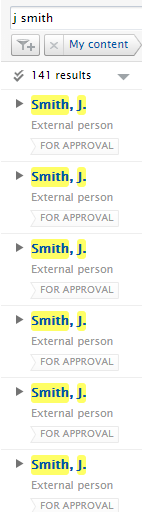 j smith
My content
141 results
Smith, J.
External person
FOR APPROVAL
Smith, J.
External person
FOR APPROVAL
Smith, J.
External person
FOR APPROVAL
Smith, J.
External person
FOR APPROVAL
Smith, J.
External person
FOR APPROVAL
Smith, J.
External person
FOR APPROVAL